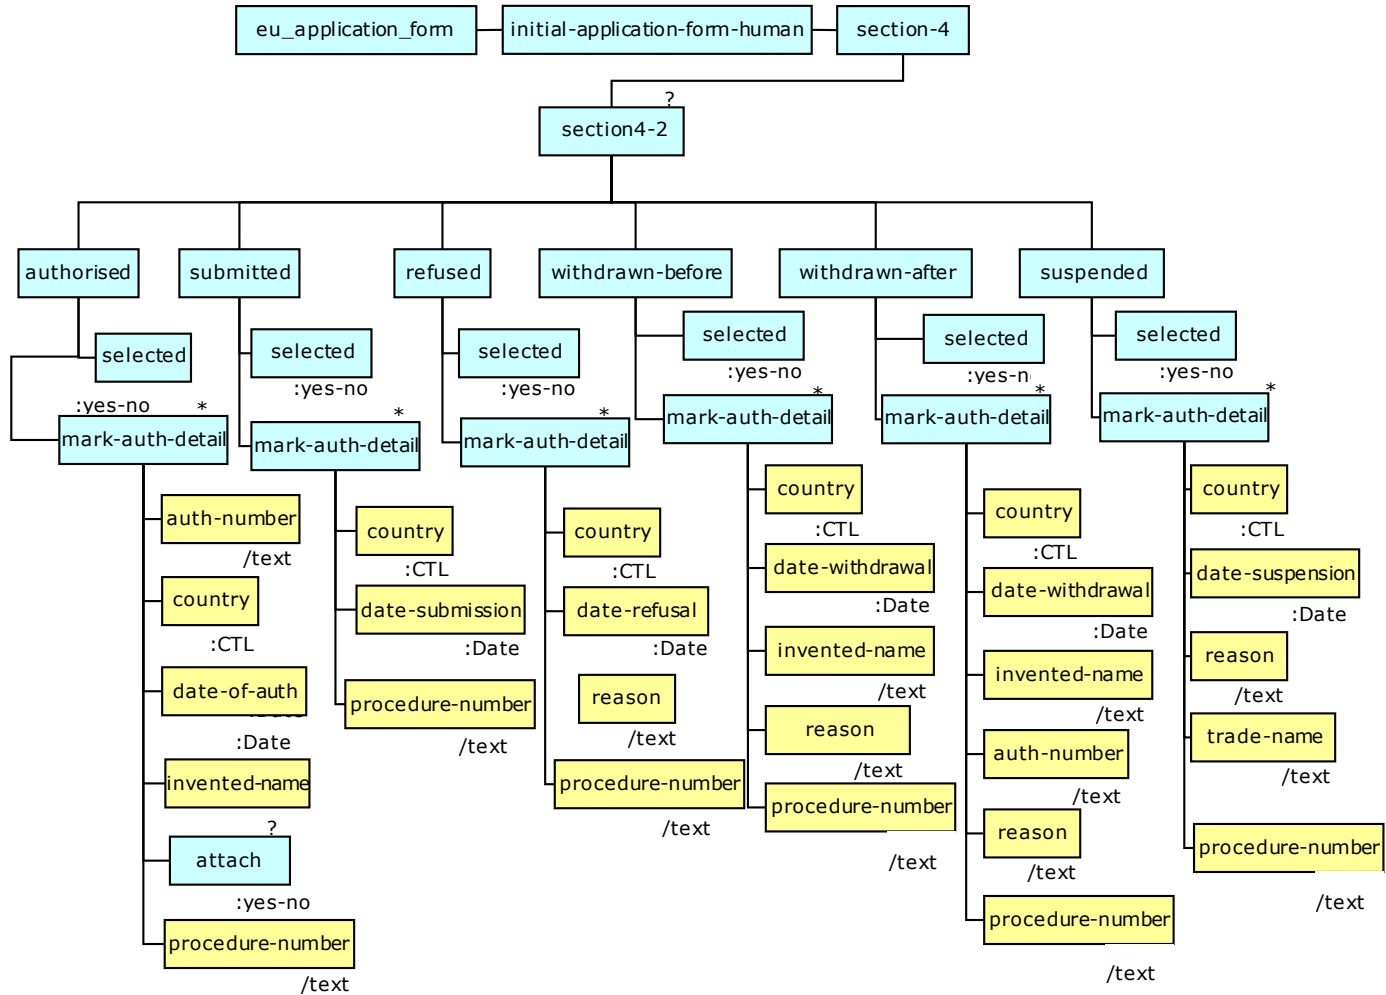 eu_application_form
initial-application-form-human
section-4
?
section4-2
authorised
submitted
refused
withdrawn-before
withdrawn-after
suspended
selected
:yes-no
*
mark-auth-detail
auth-number
/text
country
:CTL
date-of-auth
:Date
:Date
invented-name
?
attach
:yes-no
procedure-number
/text
selected
:yes-no
*
mark-auth-detail
country
:CTL
date-submission
:Date
procedure-number
/text
selected
:yes-no
*
mark-auth-detail
country
:CTL
date-refusal
:Date
reason
/text
procedure-number
/text
selected
:yes-no
*
mark-auth-detail
country
:CTL
date-withdrawal
:Date
invented-name
/text
reason
/text
procedure-number
/text
selected
:yes-n
*
mark-auth-detail
country
:CTL
date-withdrawal
:Date
invented-name
/text
auth-number
/text
reason
/text
procedure-number
/text
selected
:yes-no
*
mark-auth-detail
country
:CTL
date-suspension
:Date
reason
/text
trade-name
/text
procedure-number
/text